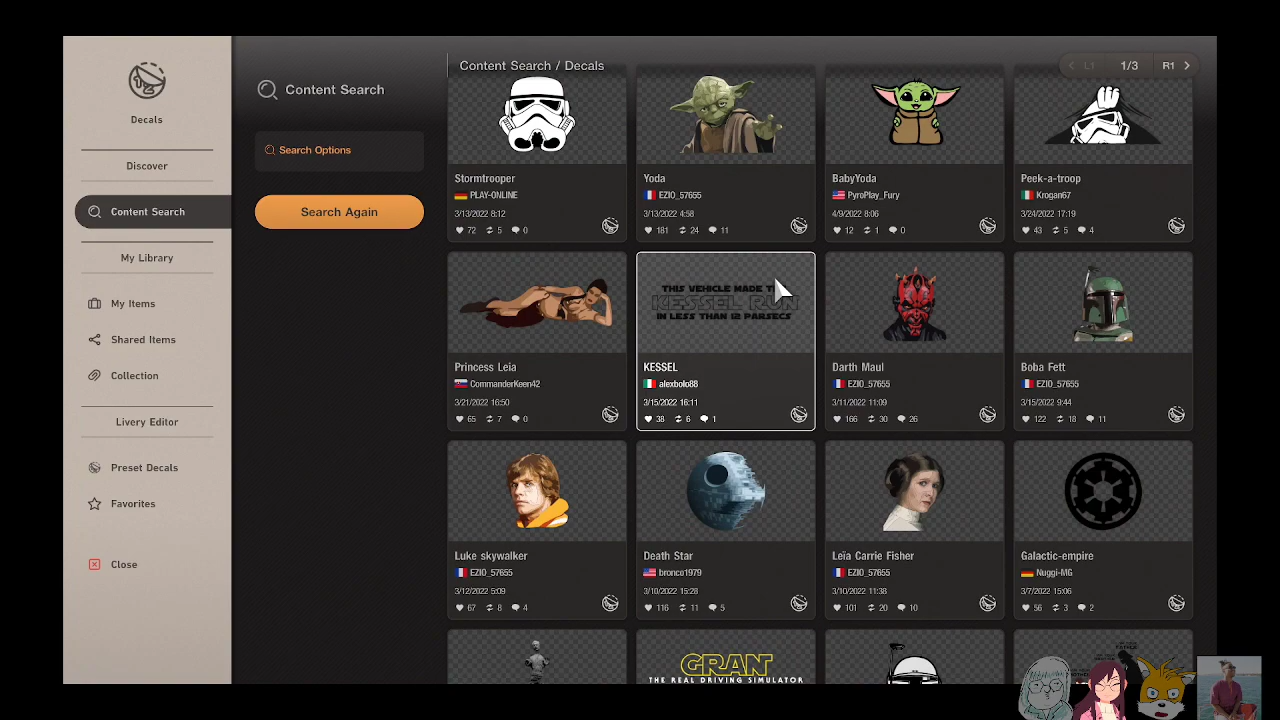 Decals
Discover
Content Search
My Library
My Items
Shared Items
Collection
Livery Editor
Preset Decals
Favorites
Close
Content Search
Search Options
Search Again
Content Search / Decals
L1
1/3
R1
Stormtrooper
PLAY-ONLINE
3/13/2022 8:12
72 5 0
Yoda
EZIO_57655
3/13/2022 4:58
181 24 11
BabyYoda
PyroPlay_Fury
4/9/2022 8:06
12 1 0
Peek-a-troop
Krogan67
3/24/2022 17:19
43 5 4
Princess Leia
CommanderKeen42
3/21/2022 16:50
65 7 0
THIS VEHICLE MADE
KESSEL RUN
IN LESS THAN 12 PARSECS
KESSEL
alexbolo88
3/15/2022 16:11
38 6 1
Darth Maul
EZIO_57655
3/11/2022 11:09
166 30 26
Boba Fett
EZIO_57655
3/15/2022 9:44
122 18 11
Luke skywalker
EZIO_57655
3/12/2022 5:09
67 8 4
Death Star
bronco1979
3/10/2022 15:28
116 11 5
Leïa Carrie Fisher
EZIO_57655
3/10/2022 11:38
101 20 10
Galactic-empire
Nuggi-MG
3/7/2022 15:06
56 3 2
GRAN
THE REAL DRIVING SIMULATOR